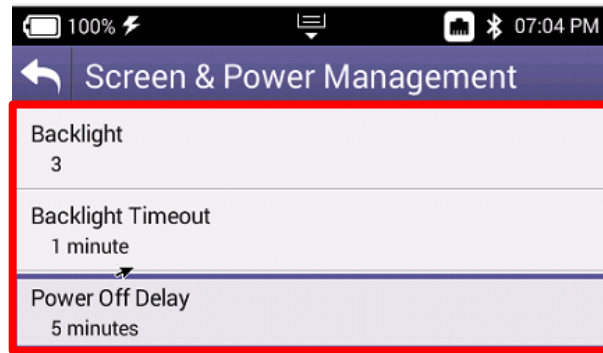 100% 07:04 PM
Screen & Power Management
Backlight
3
Backlight Timeout
1 minute
Power Off Delay
5 minutes